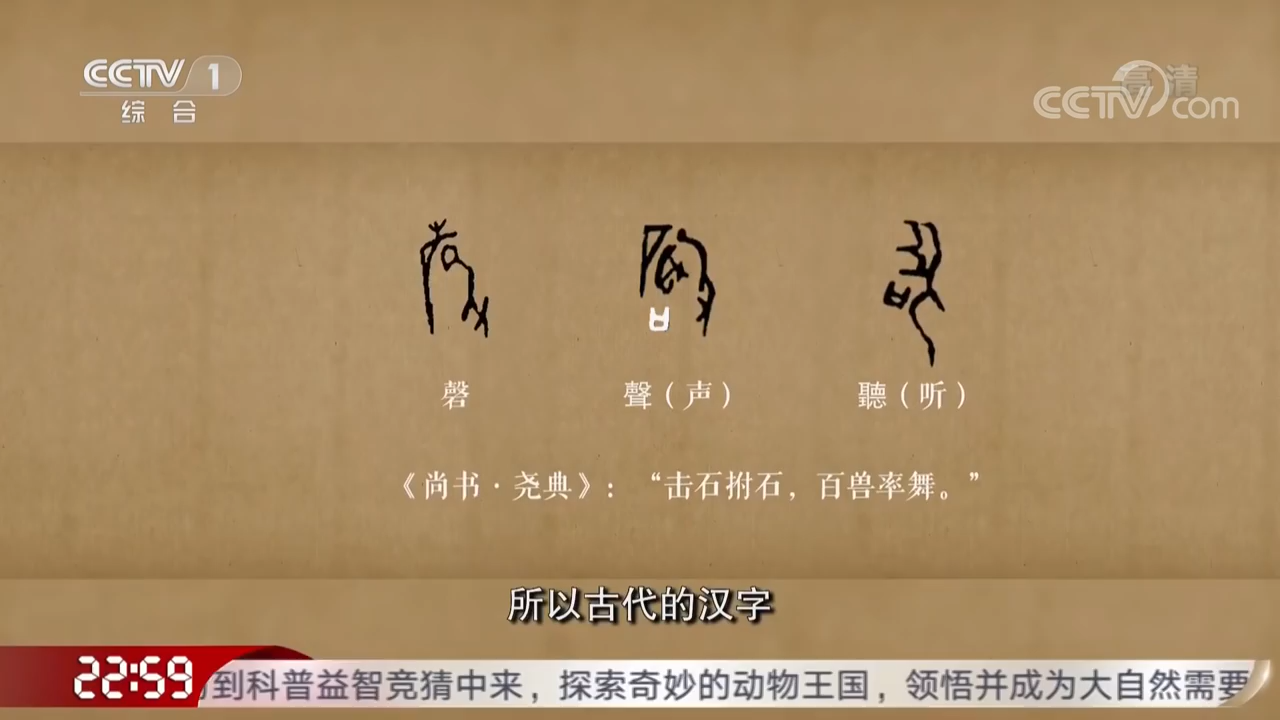 CCTV 1
综合
高清
CCTV.com
磬
聲(声)
聽(听)
《尚书·尧典》:“击石拊石,百兽率舞。”
所以古代的汉字
22:59
到科普益智竞猜中来,探索奇妙的动物王国,领悟并成为大自然需要